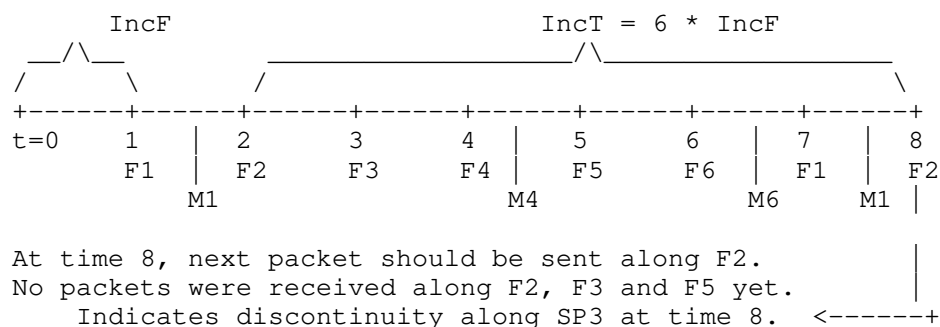 IncF IncT = 6 * IncF
t=0 1 | 2 3 4 | 5 6 | 7 | 8
F1 | F2 F3 F4 | F5 F6 | F1 | F2
M1 M4 M6 M1 |
At time 8, next packet should be sent along F2. |
No packets were received along F2, F3 and F5 yet. |
Indicates discontinuity along SP3 at time 8. <------+